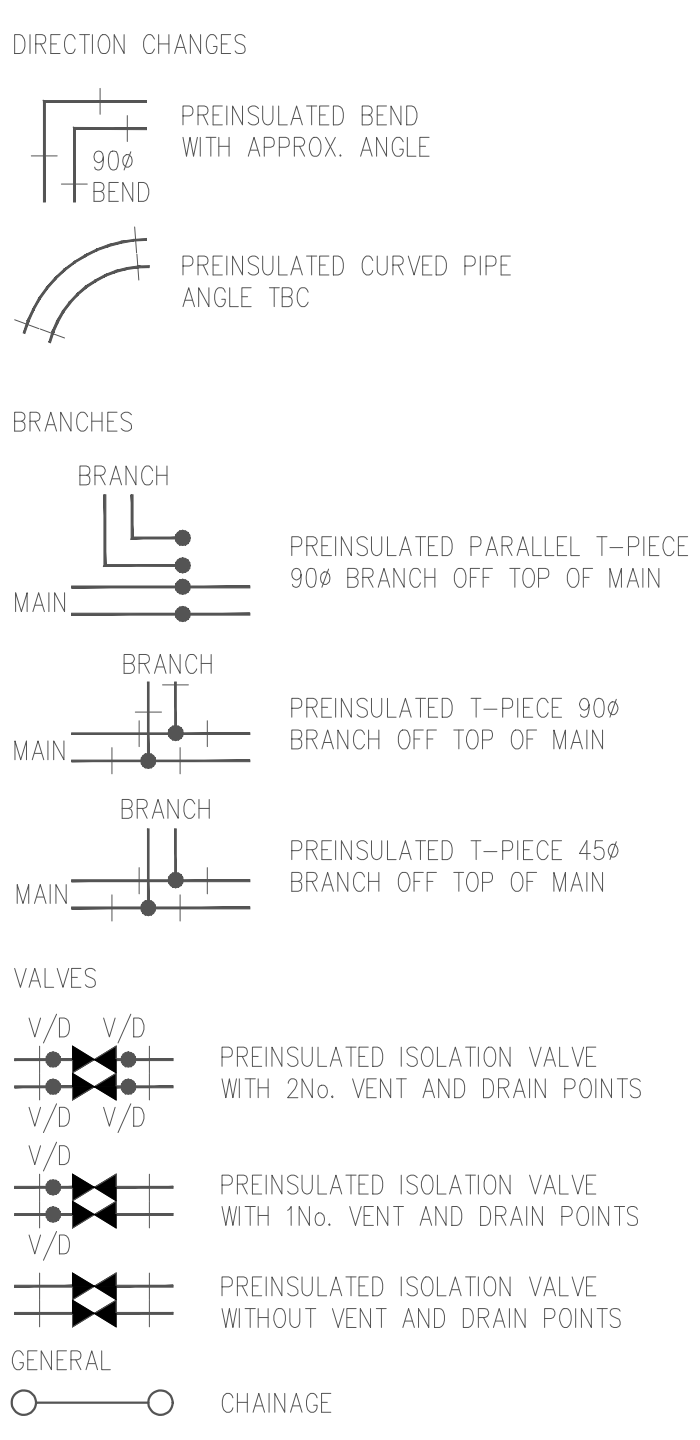 DIRECTION CHANGES
PREINSULATED BEND
WITH APPROX. ANGLE
90ø
BEND
PREINSULATED CURVED PIPE
ANGLE TBC
BRANCHES
BRANCH
MAIN
PREINSULATED PARALLEL T-PIECE
90ø BRANCH OFF TOP OF MAIN
BRANCH
MAIN
PREINSULATED T-PIECE 90ø
BRANCH OFF TOP OF MAIN
BRANCH
MAIN
PREINSULATED T-PIECE 45ø
BRANCH OFF TOP OF MAIN
VALVES
V/D V/D
PREINSULATED ISOLATION VALVE
WITH 2No. VENT AND DRAIN POINTS
V/D V/D
V/D
PREINSULATED ISOLATION VALVE
WITH 1No. VENT AND DRAIN POINTS
V/D
PREINSULATED ISOLATION VALVE
WITHOUT VENT AND DRAIN POINTS
GENERAL
CHAINAGE